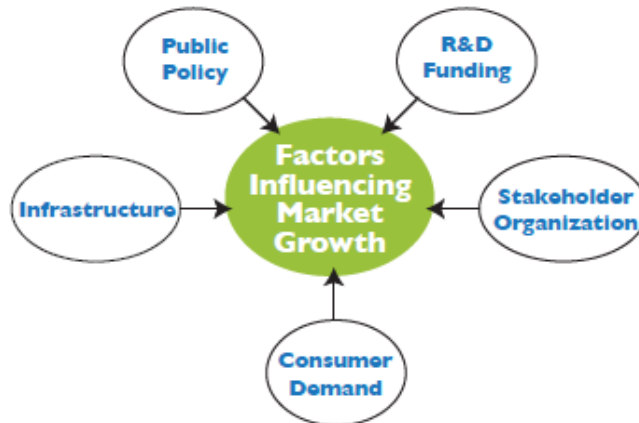 Public
Policy
R&D
Funding
Factors
Influencing
Market
Growth
Infrastructure
Stakeholder
Organization
Consumer
Demand